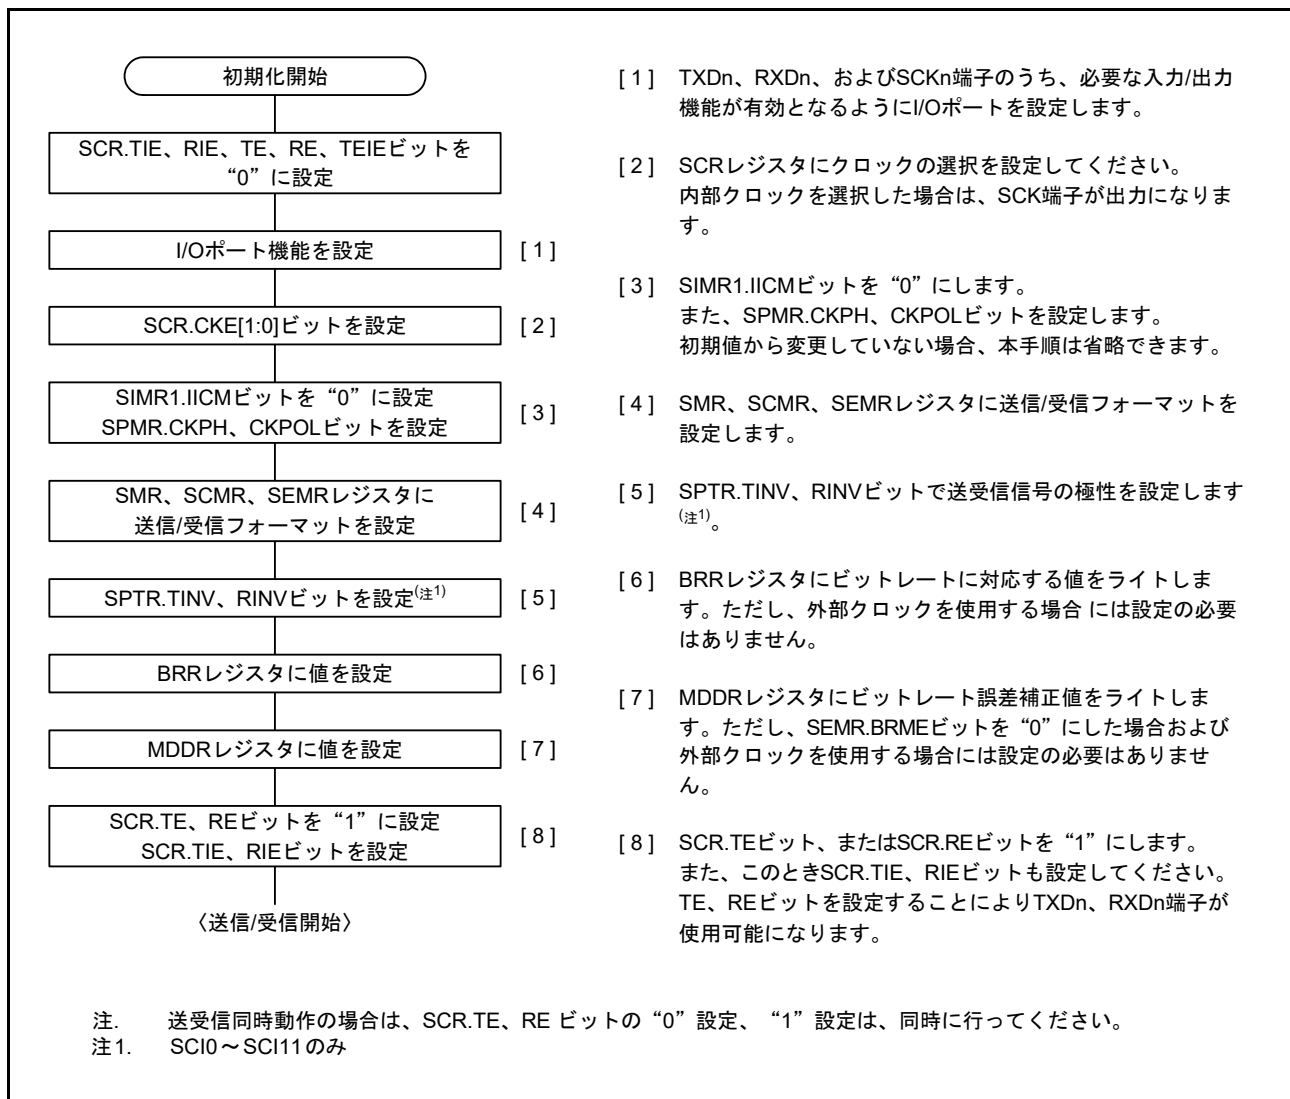 初期化開始
SCR.TIE、RIE、TE、RE、TEIEビットを
“0”に設定
I/Oポート機能を設定
[ 1 ]
SCR.CKE[1:0]ビットを設定
[ 2 ]
SIMR1.IICMビットを“0”に設定
SPMR.CKPH、CKPOLビットを設定
[ 3 ]
SMR、SCMR、SEMRレジスタに
送信/受信フォーマットを設定
[ 4 ]
SPTR.TINV、RINVビットを設定(注1)
[ 5 ]
BRRレジスタに値を設定
[ 6 ]
MDDRレジスタに値を設定
[ 7 ]
SCR.TE、REビットを“1”に設定
SCR.TIE、RIEビットを設定
[ 8 ]
〈送信/受信開始〉
[ 1 ] TXDn、RXDn、およびSCKn端子のうち、必要な入力/出力
機能が有効となるようにI/Oポートを設定します。
[ 2 ] SCRレジスタにクロックの選択を設定してください。
内部クロックを選択した場合は、SCK端子が出力になりま
す。
[ 3 ] SIMR1.IICMビットを“0”にします。
また、SPMR.CKPH、CKPOLビットを設定します。
初期値から変更していない場合、本手順は省略できます。
[ 4 ] SMR、SCMR、SEMRレジスタに送信/受信フォーマットを
設定します。
[ 5 ] SPTR.TINV、RINVビットで送受信信号の極性を設定します
(注1)。
[ 6 ] BRRレジスタにビットレートに対応する値をライトしま
す。ただし、外部クロックを使用する場合 には設定の必要
はありません。
[ 7 ] MDDRレジスタにビットレート誤差補正値をライトしま
す。ただし、SEMR.BRMEビットを“0”にした場合および
外部クロックを使用する場合には設定の必要はありませ
ん。
[ 8 ] SCR.TEビット、またはSCR.REビットを“1”にします。
また、このときSCR.TIE、RIEビットも設定してください。
TE、REビットを設定することによりTXDn、RXDn端子が
使用可能になります。
注. 送受信同時動作の場合は、SCR.TE、RE ビットの“0”設定、“1”設定は、同時に行ってください。
注1. SCI0～SCI11のみ